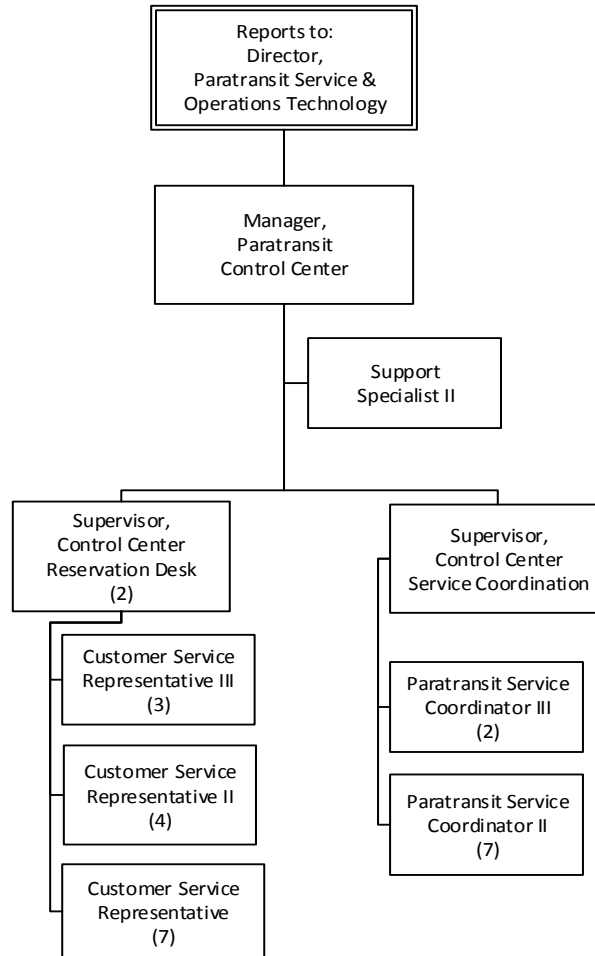 Reports to:
Director,
Paratransit Service &
Operations Technology
Manager,
Paratransit
Control Center
Support
Specialist II
Supervisor,
Control Center
Reservation Desk
(2)
Customer Service
Representative III
(3)
Customer Service
Representative II
(4)
Customer Service
Representative
(7)
Supervisor,
Control Center
Service Coordination
Paratransit Service
Coordinator III
(2)
Paratransit Service
Coordinator II
(7)